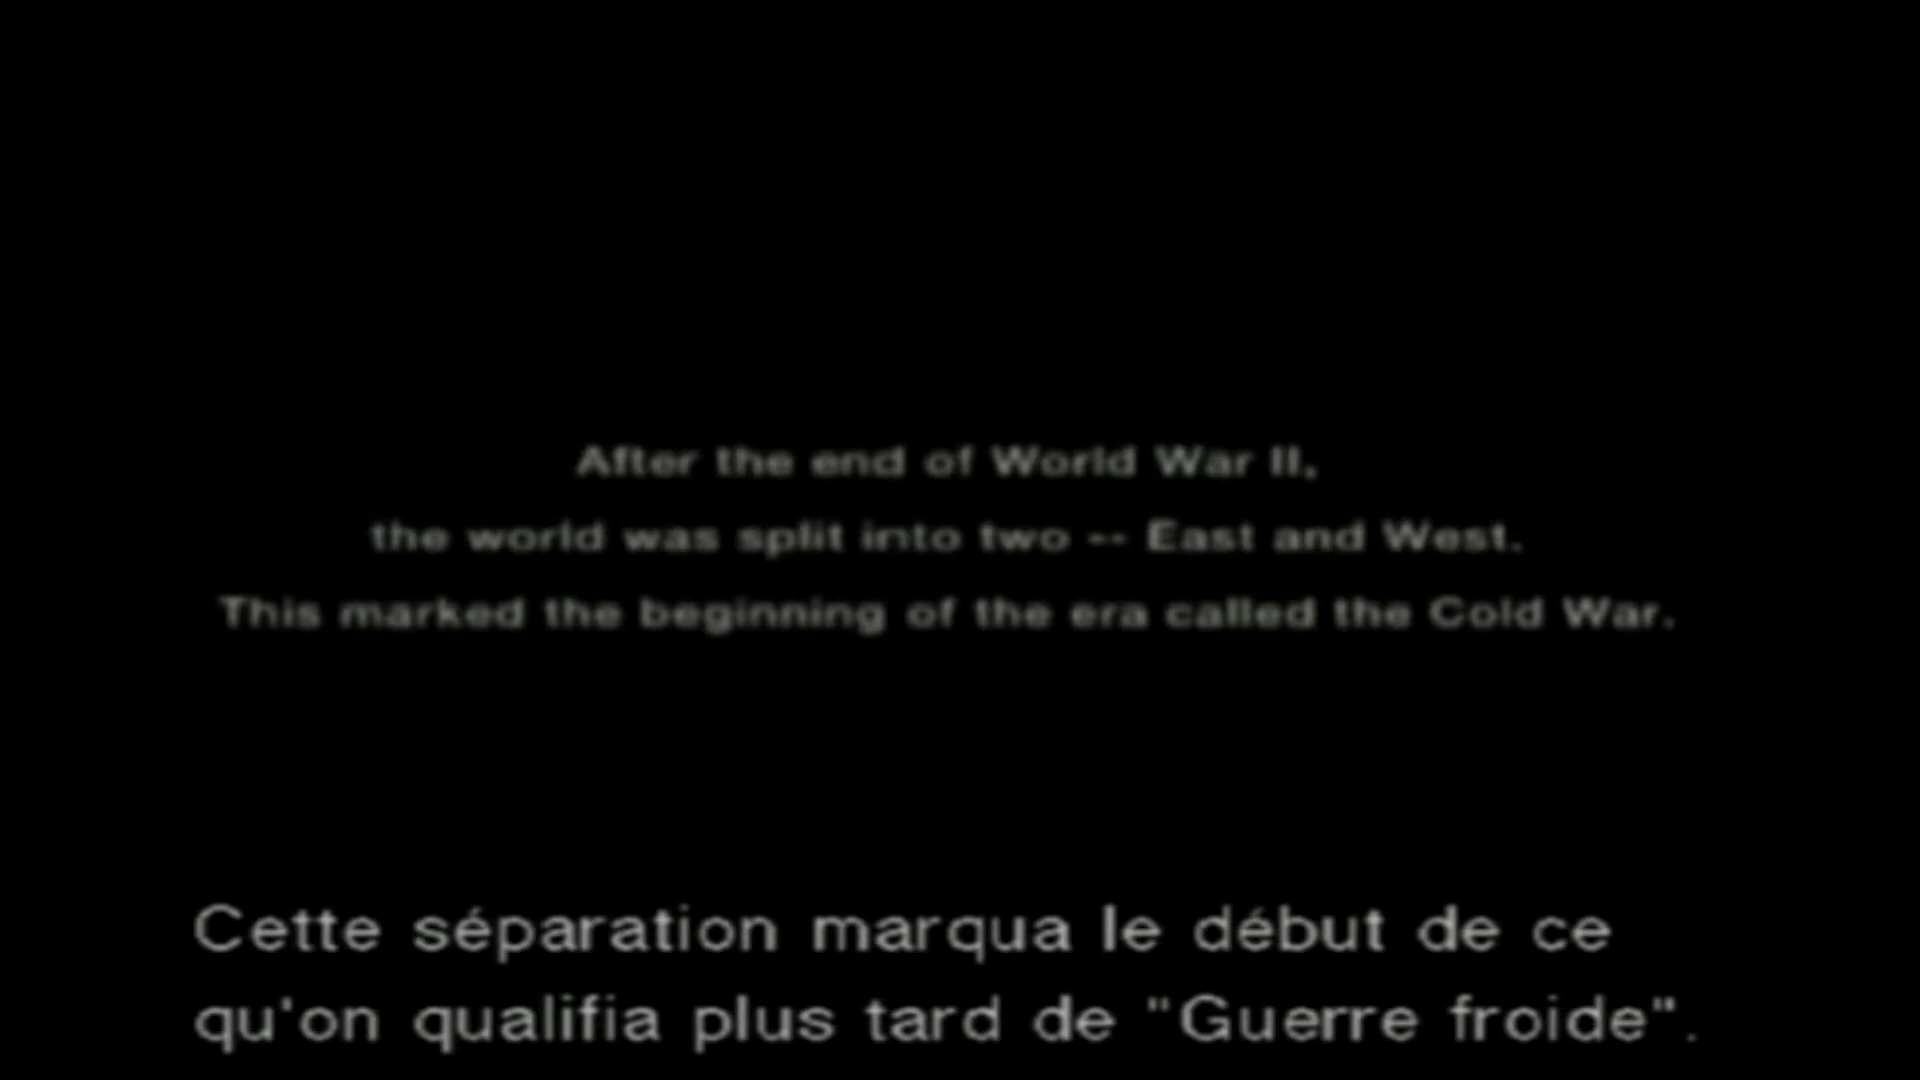 After the end of World War II,
the world was split into two -- East and West.
This marked the beginning of the era called the Cold War.
Cette séparation marqua le début de ce
qu'on qualifia plus tard de "Guerre froide".